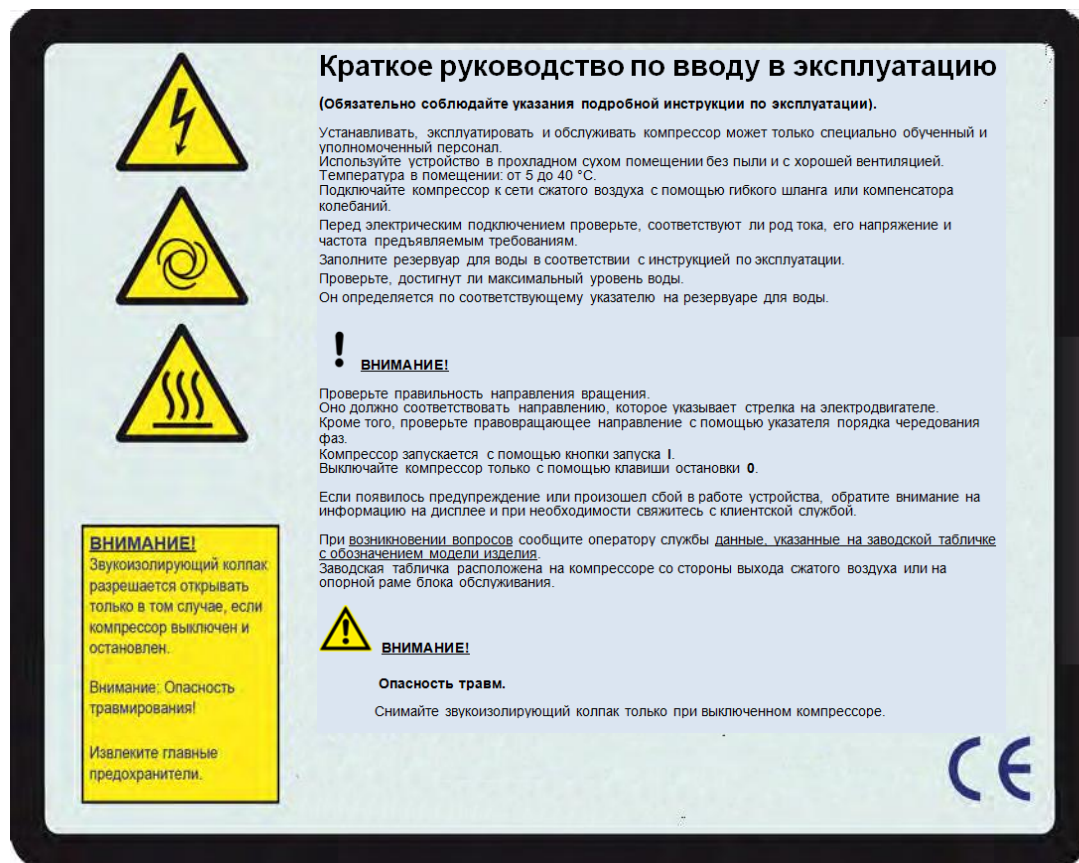 Краткое руководство по вводу в эксплуатацию
(Обязательно соблюдайте указания подробной инструкции по эксплуатации).
Устанавливать, эксплуатировать и обслуживать компрессор может только специально обученный и
уполномоченный персонал.
Используйте устройство в прохладном сухом помещении без пыли и с хорошей вентиляцией.
Температура в помещении: от 5 до 40 °C.
Подключайте компрессор к сети сжатого воздуха с помощью гибкого шланга или компенсатора
колебаний.
Перед электрическим подключением проверьте, соответствуют ли род тока, его напряжение и
частота предъявляемым требованиям.
Заполните резервуар для воды в соответствии с инструкцией по эксплуатации.
Проверьте, достигнут ли максимальный уровень воды.
Он определяется по соответствующему указателю на резервуаре для воды.
! ВНИМАНИЕ!
Проверьте правильность направления вращения.
Оно должно соответствовать направлению, которое указывает стрелка на электродвигателе.
Кроме того, проверьте правовращающее направление с помощью указателя порядка чередования
фаз.
Компрессор запускается с помощью кнопки запуска I.
Выключайте компрессор только с помощью клавиши остановки 0.
Если появилось предупреждение или произошел сбой в работе устройства, обратите внимание на
информацию на дисплее и при необходимости свяжитесь с клиентской службой.
При возникновении вопросов сообщите оператору службы данные, указанные на заводской табличке
с обозначением модели изделия.
Заводская табличка расположена на компрессоре со стороны выхода сжатого воздуха или на
опорной раме блока обслуживания.
ВНИМАНИЕ!
Опасность травм.
Снимайте звукоизолирующий колпак только при выключенном компрессоре.
ВНИМАНИЕ!
Звукоизолирующий колпак
разрешается открывать
только в том случае, если
компрессор выключен и
остановлен.
Внимание: Опасность
травмирования!
Извлеките главные
предохранители.
CE